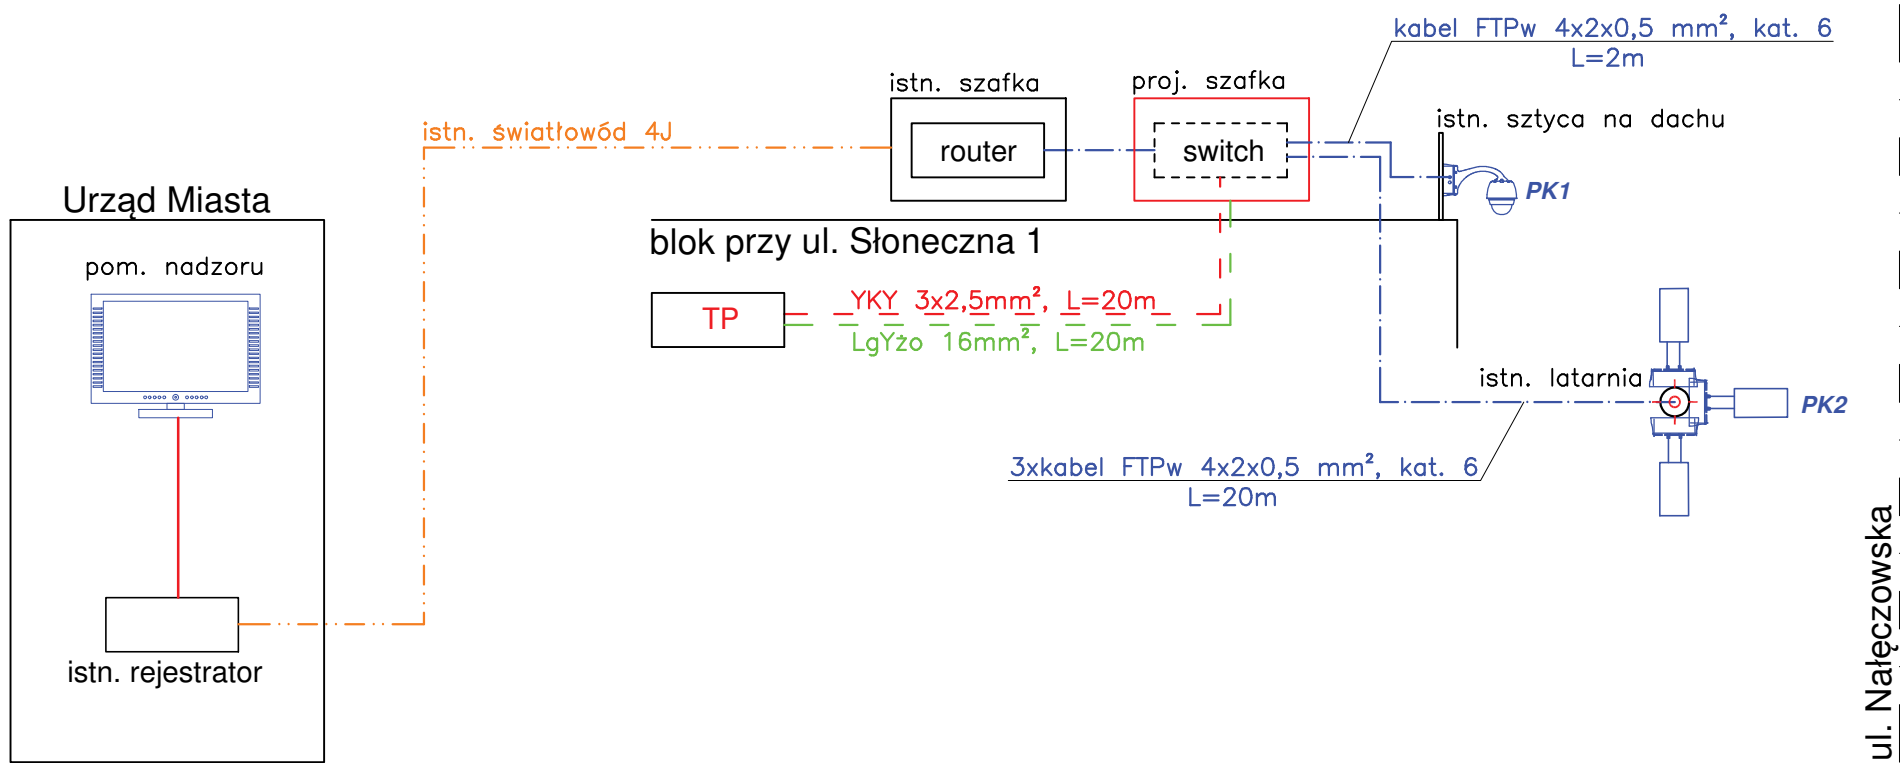 kabel FTPw 4x2x0,5 mm², kat. 6
L=2m
istn. szafka
proj. szafka
istn. sztyca na dachu
istn. światłowód 4J
router
switch
PK1
Urząd Miasta
blok przy ul. Słoneczna 1
pom. nadzoru
YKY 3x2,5mm², L=20m
TP
LgYżo 16mm², L=20m
istn. latarnia
PK2
3xkabel FTPw 4x2x0,5 mm², kat. 6
L=20m
istn. rejestrator
ul. Nałęczowska